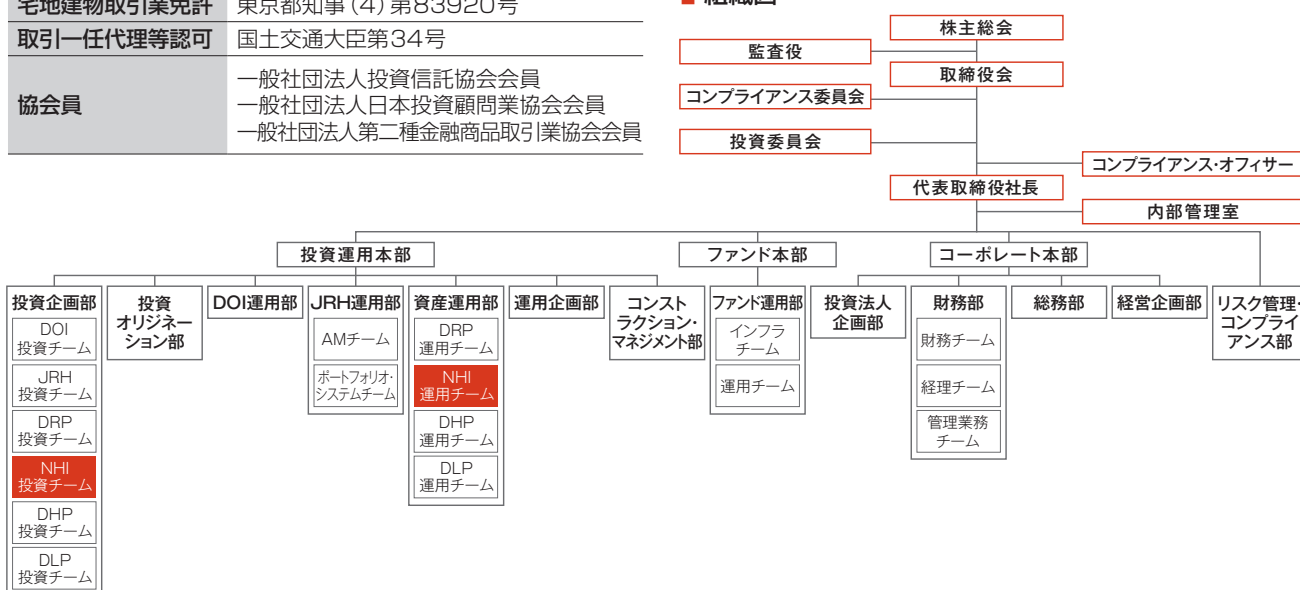 宅地建物取引業免許 東京都知事(4)第83920号
取引一任代理等認可 国土交通大臣第34号
協会員
一般社団法人投資信託協会会員
一般社団法人日本投資顧問業協会会員
一般社団法人第二種金融商品取引業協会会員
■ 組織図
株主総会
監査役
取締役会
コンプライアンス委員会
投資委員会
コンプライアンス・オフィサー
代表取締役社長
内部管理室
投資運用本部
ファンド本部
コーポレート本部
投資企画部
DOI
投資チーム
JRH
投資チーム
DRP
投資チーム
NHI
投資チーム
DHP
投資チーム
DLP
投資チーム
投資
オリジネー
ション部
DOI運用部
JRH運用部
AMチーム
ポートフォリオ・
システムチーム
資産運用部
DRP
運用チーム
NHI
運用チーム
DHP
運用チーム
DLP
運用チーム
運用企画部
コンスト
ラクション・
マネジメント部
ファンド運用部
インフラ
チーム
運用チーム
投資法人
企画部
財務部
財務チーム
経理チーム
管理業務
チーム
総務部
経営企画部
リスク管理・
コンプライ
アンス部